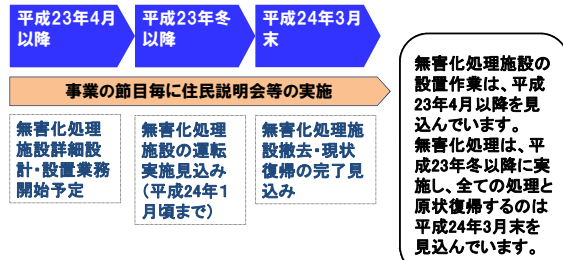 平成23年4月
以降
平成23年冬
以降
平成24年3月
末
事業の節目毎に住民説明会等の実施
無害化処理
施設詳細設
計・設置業務
開始予定
無害化処理
施設の運転
実施見込み
(平成24年1
月頃まで)
無害化処理施
設撤去・現状
復帰の完了見
込み
無害化処理施設の
設置作業は、平成
23年4月以降を見
込んでいます。
無害化処理は、平
成23年冬以降に実
施し、全ての処理と
原状復帰するのは
平成24年3月末を
見込んでいます。